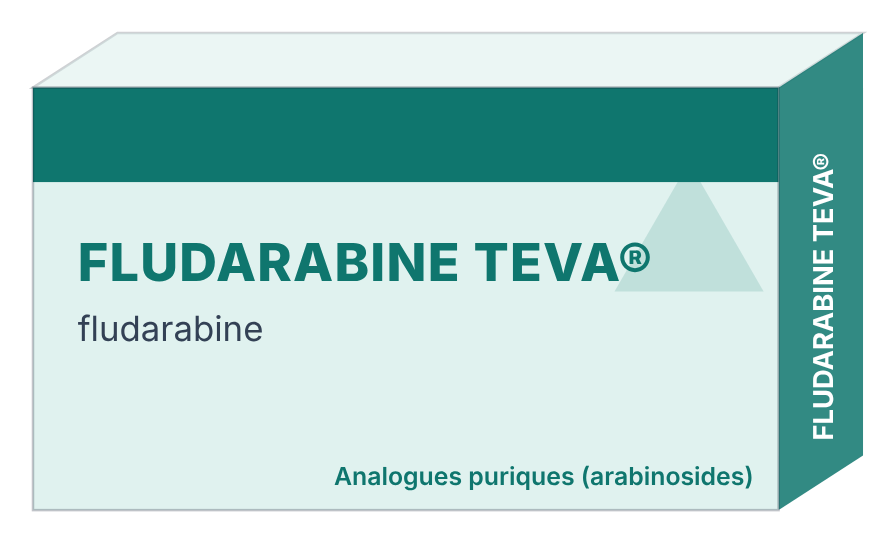 FLUDARABINE TEVA®
fludarabine
Analogues puriques (arabinosides)
FLUDARABINE TEVA®